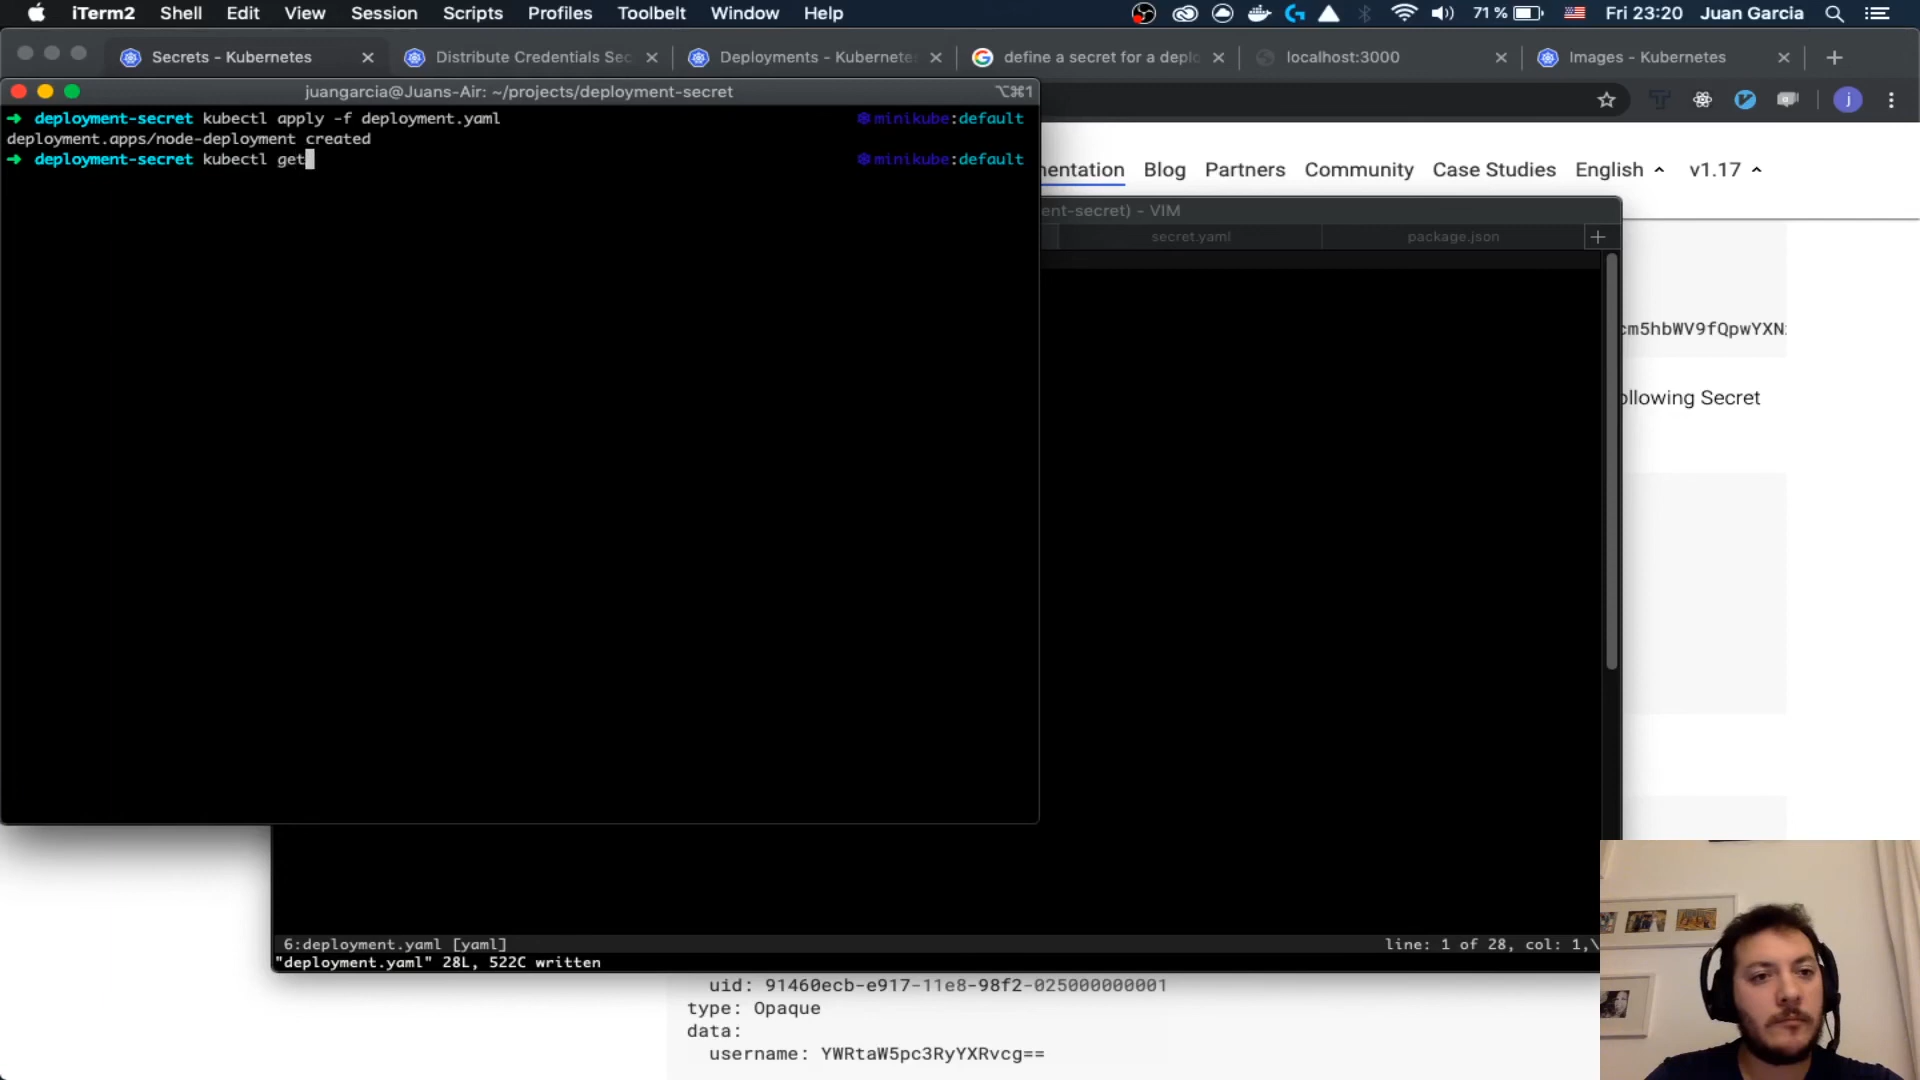 iTerm2 Shell Edit View Session Scripts Profiles Toolbelt Window Help 71% Fri 23:20 Juan Garcia
Secrets - Kubernetes Distribute Credentials Sec Deployments - Kubernete define a secret for a deplo localhost:3000 Images - Kubernetes
juangarcia@Juans-Air: ~/projects/deployment-secret ⌥⌘1
➜ deployment-secret kubectl apply -f deployment.yaml ⎈minikube:default
deployment.apps/node-deployment created
➜ deployment-secret kubectl get ⎈minikube:default
mentation Blog Partners Community Case Studies English v1.17
ent-secret) - VIM
secret.yaml package.json
cm5hbWV9fQpwYXN
ollowing Secret
6:deployment.yaml [yaml] line: 1 of 28, col: 1,\
"deployment.yaml" 28L, 522C written
uid: 91460ecb-e917-11e8-98f2-025000000001
type: Opaque
data:
username: YWRtaW5pc3RyYXRvcg==